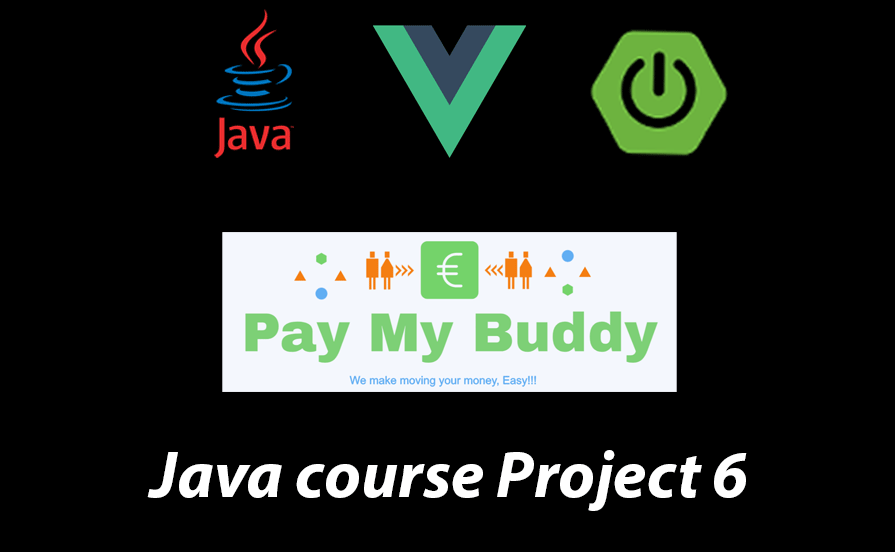 Java
€
Pay My Buddy
We make moving your money, Easy!!!
Java course Project 6